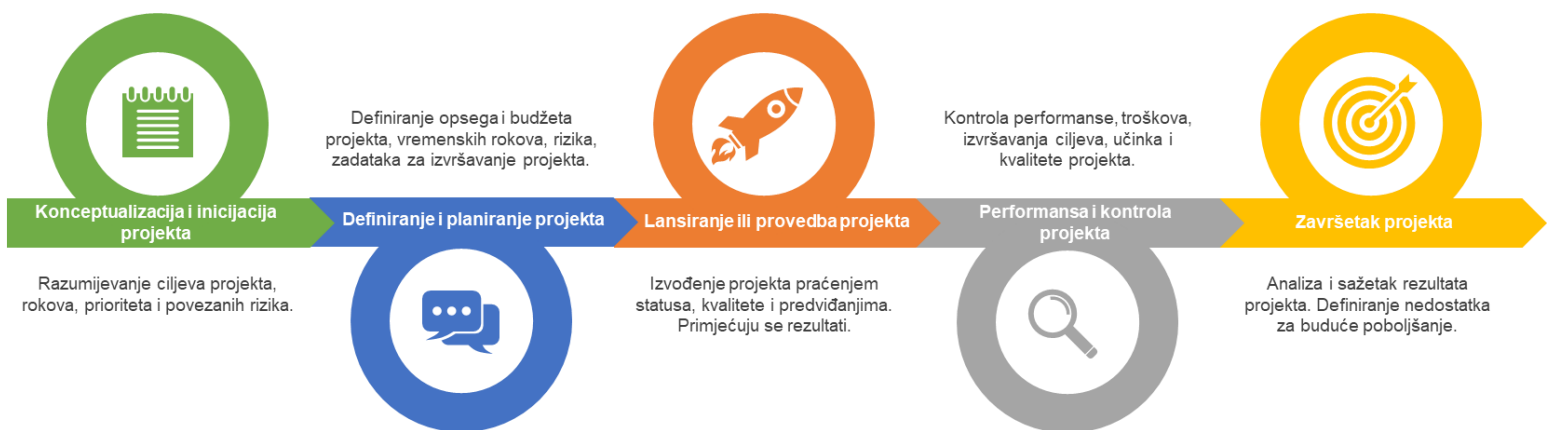 Konceptualizacija i inicijacija
projekta
Razumijevanje ciljeva projekta,
rokova, prioriteta i povezanih rizika.
Definiranje opsega i budžeta
projekta, vremenskih rokova, rizika,
zadataka za izvršavanje projekta.
Definiranje i planiranje projekta
Lansiranje ili provedba projekta
Izvođenje projekta praćenjem
statusa, kvalitete i predviđanjima.
Primjećuju se rezultati.
Kontrola performanse, troškova,
izvršavanja ciljeva, učinka i
kvalitete projekta.
Performansa i kontrola
projekta
Završetak projekta
Analiza i sažetak rezultata
projekta. Definiranje nedostatka
za buduće poboljšanje.